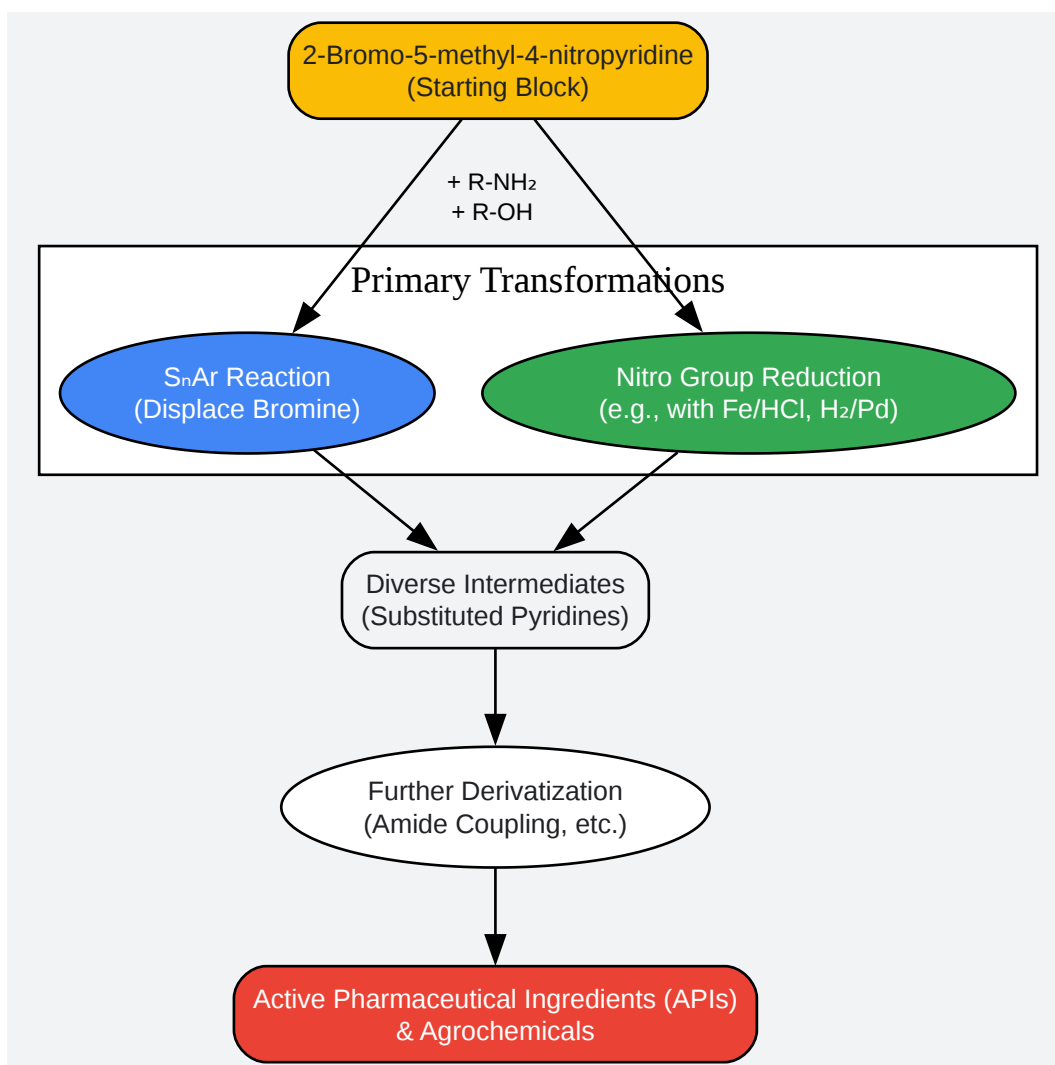 2-Bromo-5-methyl-4-nitropyridine
(Starting Block)
+ R-NH₂
+ R-OH
Primary Transformations
SₙAr Reaction
(Displace Bromine)
Nitro Group Reduction
(e.g., with Fe/HCl, H₂/Pd)
Diverse Intermediates
(Substituted Pyridines)
Further Derivatization
(Amide Coupling, etc.)
Active Pharmaceutical Ingredients (APIs)
& Agrochemicals